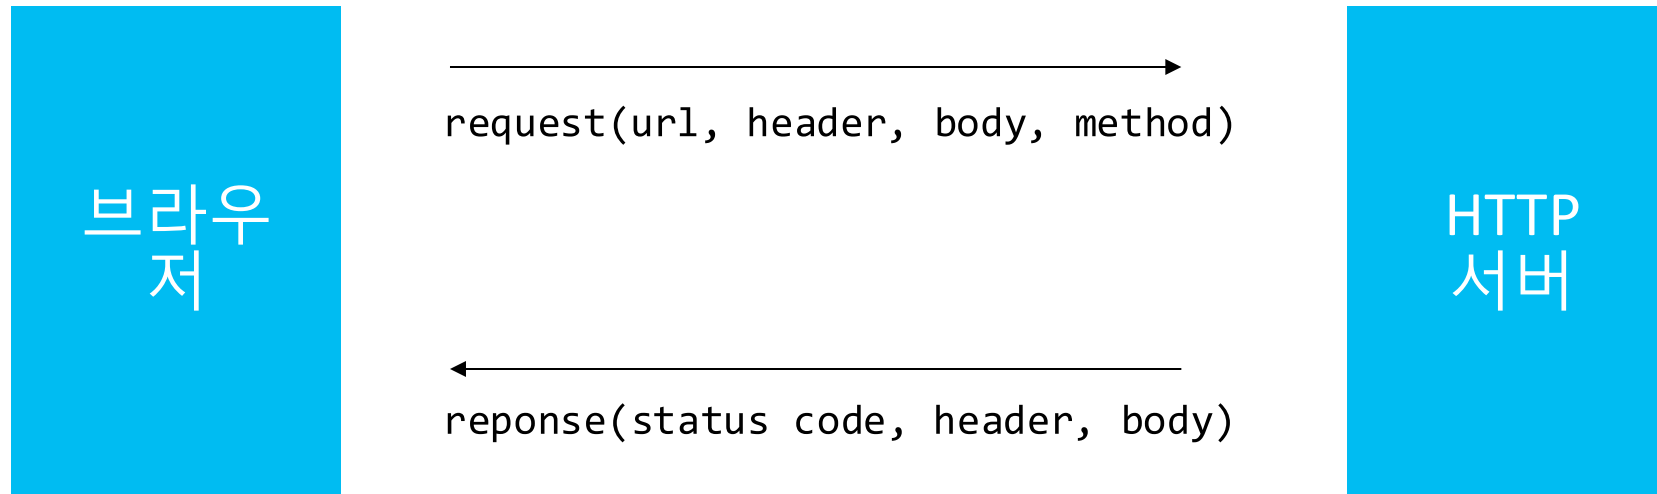 브라우
저
request(url, header, body, method)
reponse(status code, header, body)
HTTP
서버